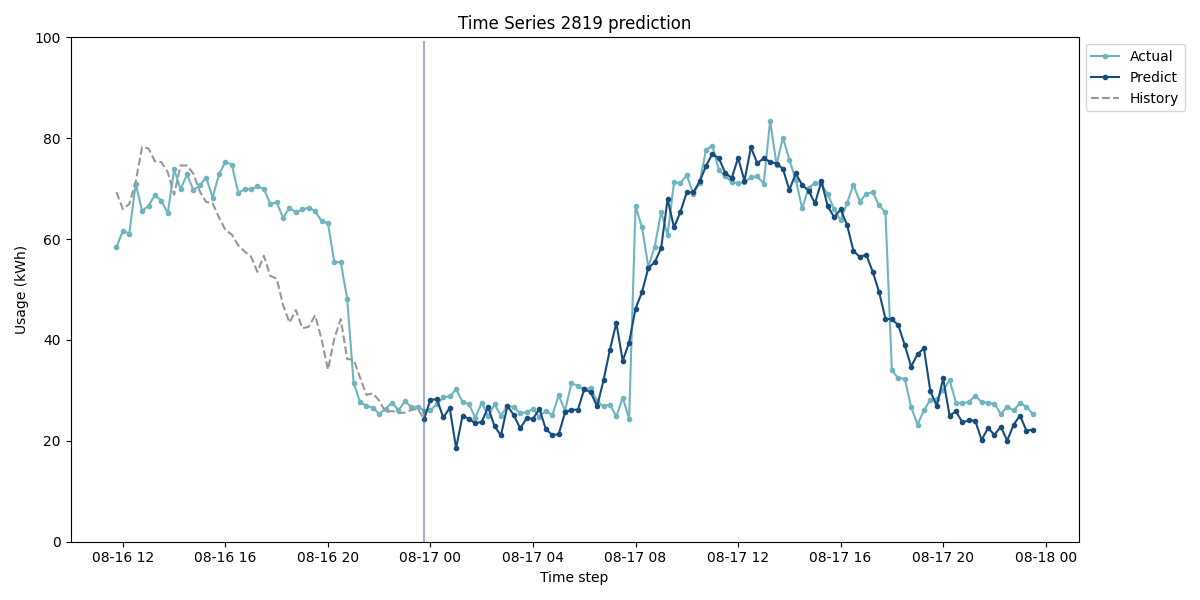 Time Series 2819 prediction
100
80
60
40
20
0
Usage (kWh)
08-16 12
08-16 16
08-16 20
08-17 00
08-17 04
08-17 08
08-17 12
08-17 16
08-17 20
08-18 00
Time step
Actual
Predict
History